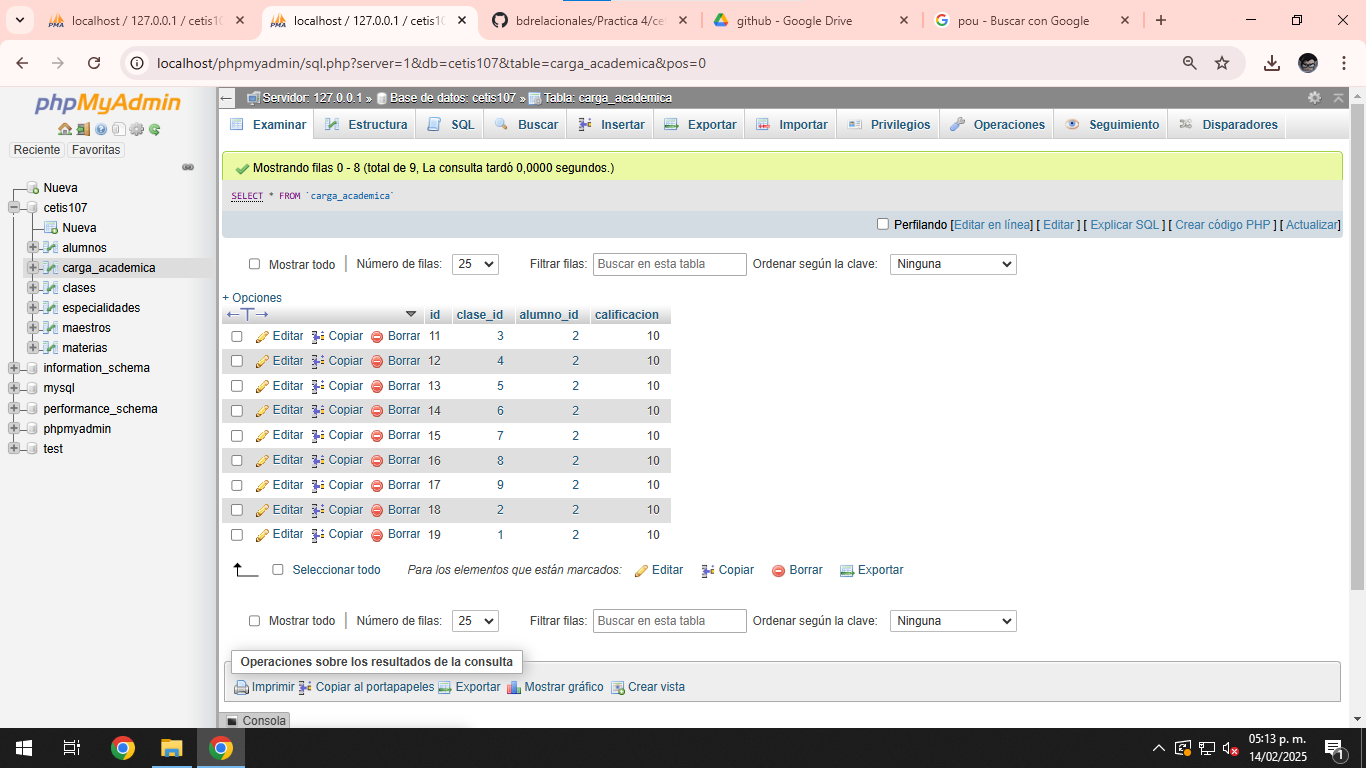 localhost / 127.0.0.1 / cetis10
localhost / 127.0.0.1 / cetis10
bdrelacionales/Practica 4/cet
github - Google Drive
pou - Buscar con Google
localhost/phpmyadmin/sql.php?server=1&db=cetis107&table=carga_academica&pos=0
phpMyAdmin
Reciente
Favoritas
Nueva
cetis107
Nueva
alumnos
carga_academica
clases
especialidades
maestros
materias
information_schema
mysql
performance_schema
phpmyadmin
test
Servidor: 127.0.0.1 » Base de datos: cetis107 » Tabla: carga_academica
Examinar Estructura SQL Buscar Insertar Exportar Importar Privilegios Operaciones Seguimiento Disparadores
Mostrando filas 0 - 8 (total de 9, La consulta tardó 0,0000 segundos.)
SELECT * FROM `carga_academica`
Perfilando [Editar en línea] [ Editar ] [ Explicar SQL ] [ Crear código PHP ] [ Actualizar]
Mostrar todo Número de filas: 25 Filtrar filas: Buscar en esta tabla Ordenar según la clave: Ninguna
+ Opciones
←T→ id clase_id alumno_id calificacion
Editar Copiar Borrar 11 3 2 10
Editar Copiar Borrar 12 4 2 10
Editar Copiar Borrar 13 5 2 10
Editar Copiar Borrar 14 6 2 10
Editar Copiar Borrar 15 7 2 10
Editar Copiar Borrar 16 8 2 10
Editar Copiar Borrar 17 9 2 10
Editar Copiar Borrar 18 2 2 10
Editar Copiar Borrar 19 1 2 10
Seleccionar todo Para los elementos que están marcados: Editar Copiar Borrar Exportar
Mostrar todo Número de filas: 25 Filtrar filas: Buscar en esta tabla Ordenar según la clave: Ninguna
Operaciones sobre los resultados de la consulta
Imprimir Copiar al portapapeles Exportar Mostrar gráfico Crear vista
Consola
05:13 p. m.
14/02/2025
1